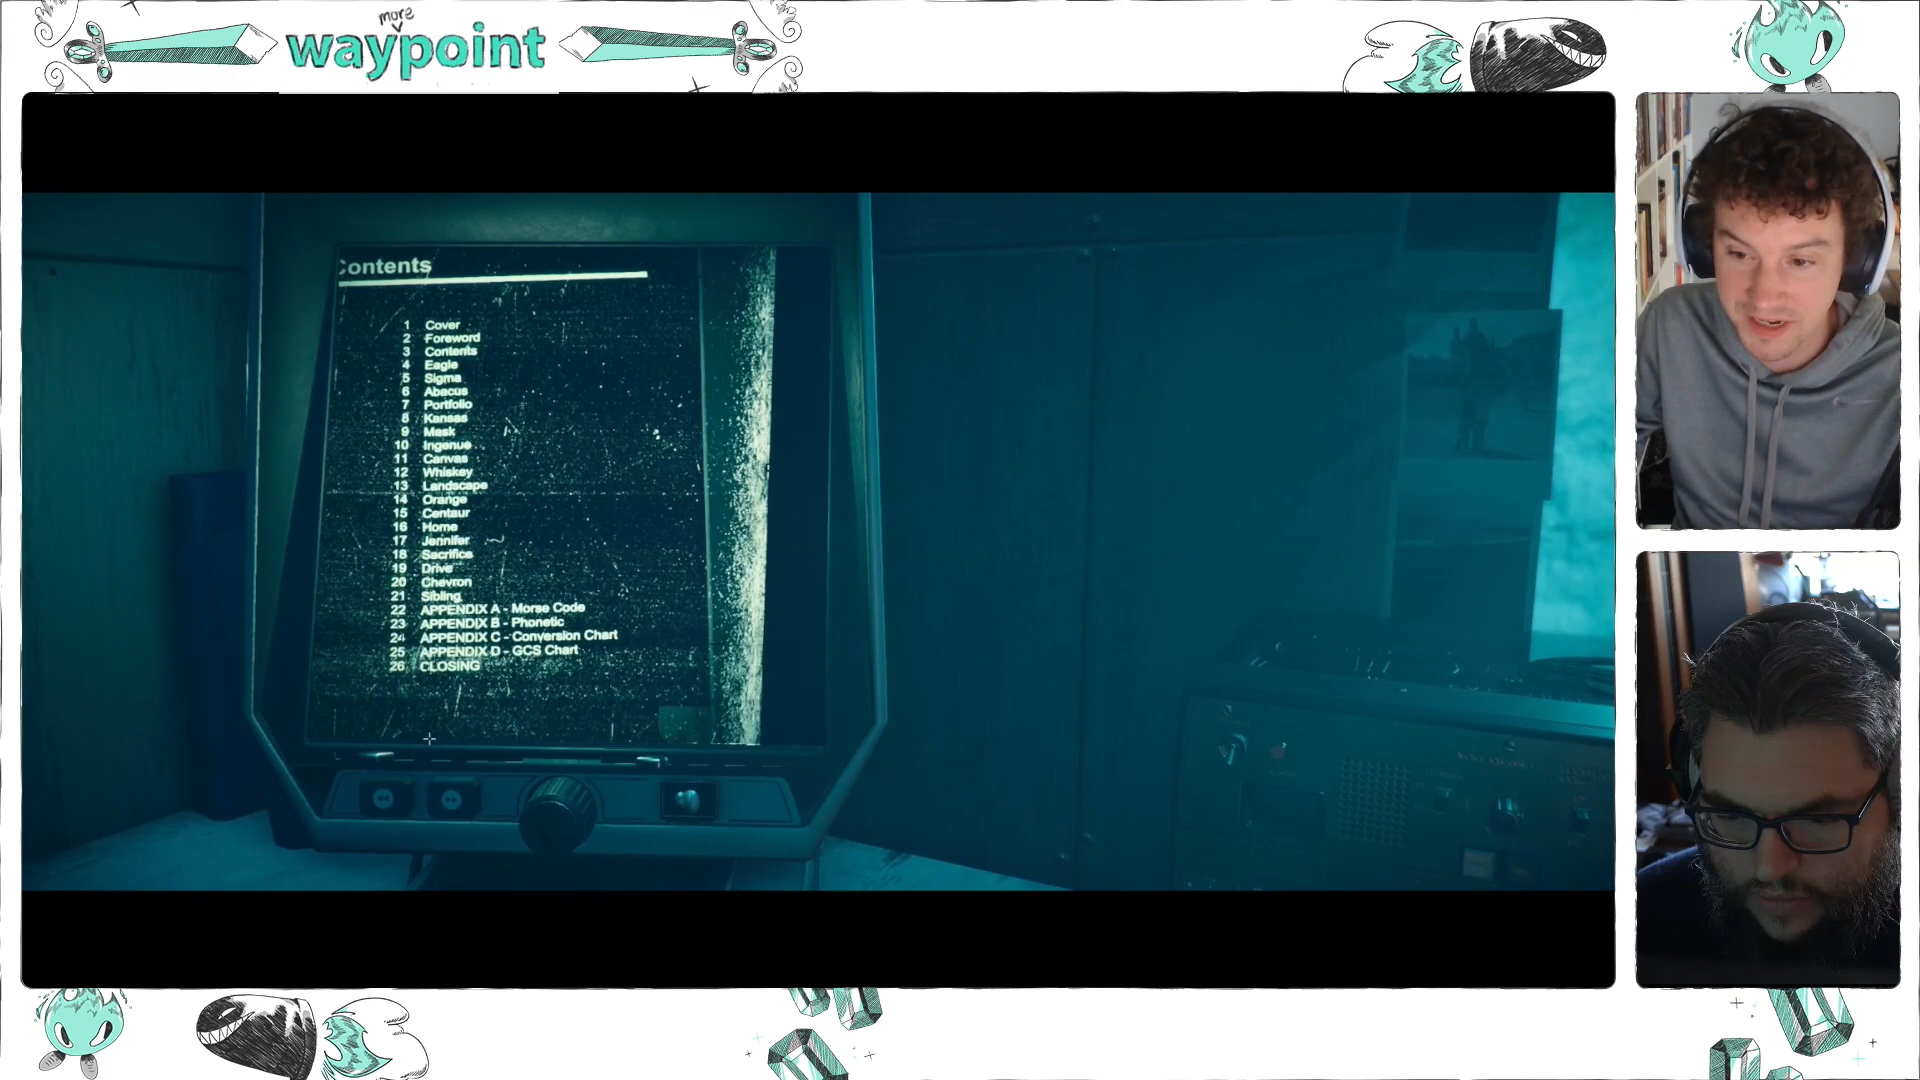 more
waypoint
Contents
1 Cover
2 Foreword
3 Contents
4 Eagle
5 Sigma
6 Abacus
7 Portfolio
8 Kansas
9 Mask
10 Ingenue
11 Canvas
12 Whiskey
13 Landscape
14 Orange
15 Centaur
16 Home
17 Jennifer
18 Sacrifice
19 Drive
20 Chevron
21 Sibling
22 APPENDIX A - Morse Code
23 APPENDIX B - Phonetic
24 APPENDIX C - Conversion Chart
25 APPENDIX D - GCS Chart
26 CLOSING